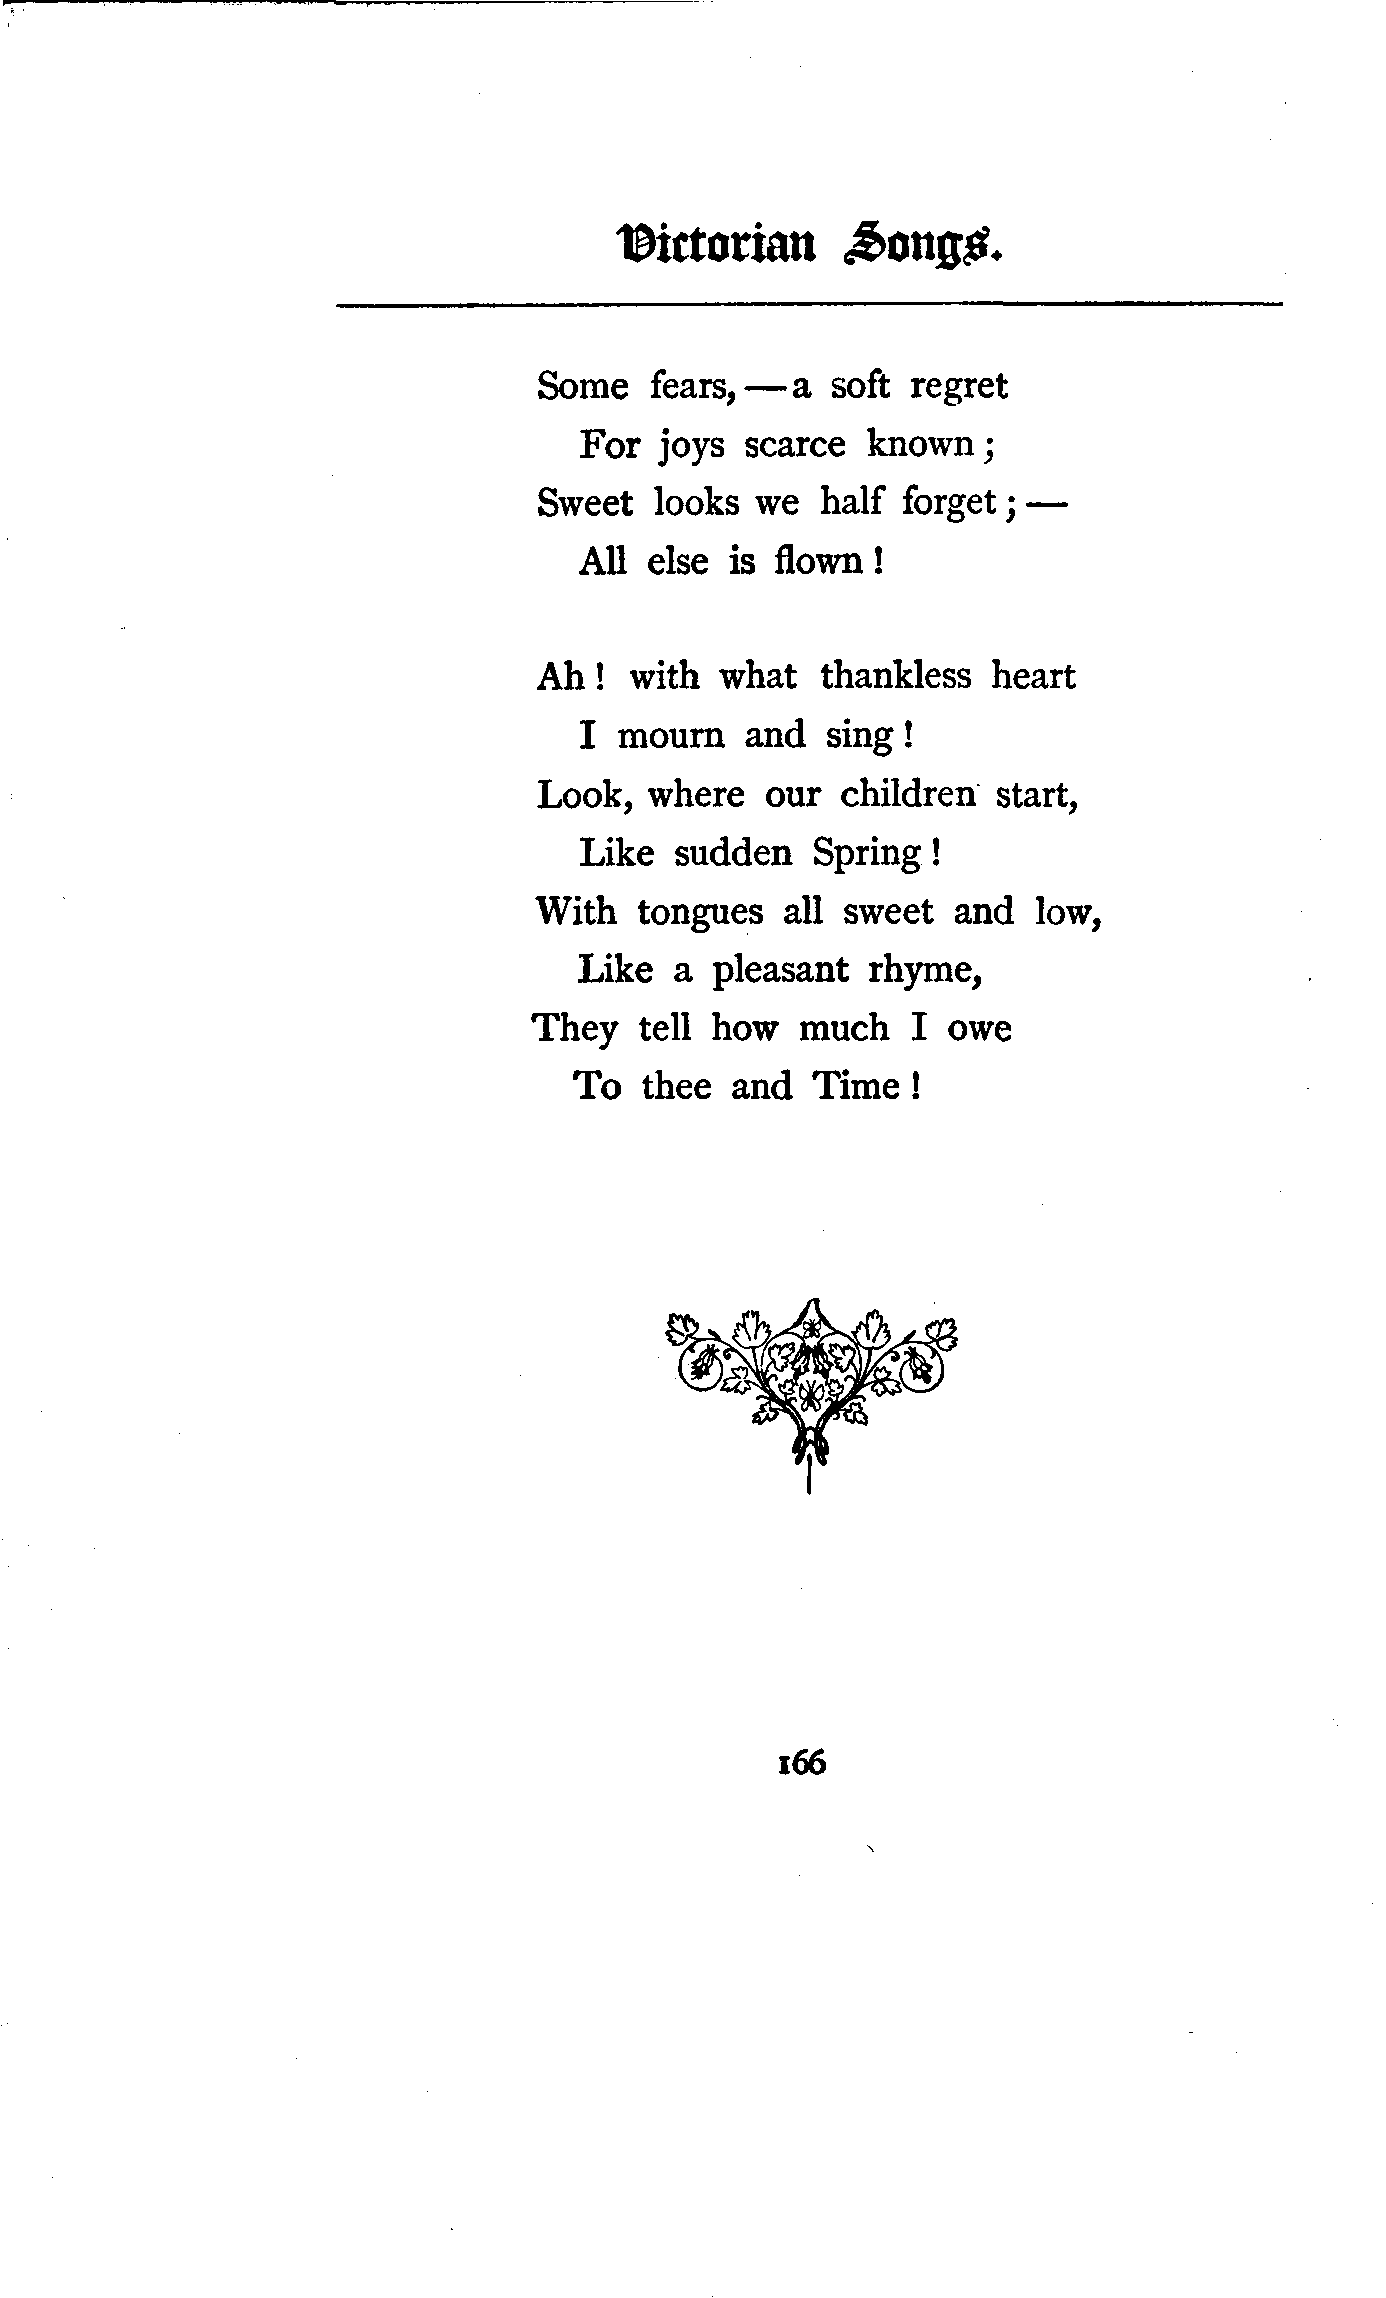 Victorian Songs.
Some fears,—a soft regret
For joys scarce known;
Sweet looks we half forget;—
All else is flown!
Ah! with what thankless heart
I mourn and sing!
Look, where our children start,
Like sudden Spring!
With tongues all sweet and low,
Like a pleasant rhyme,
They tell how much I owe
To thee and Time!
166